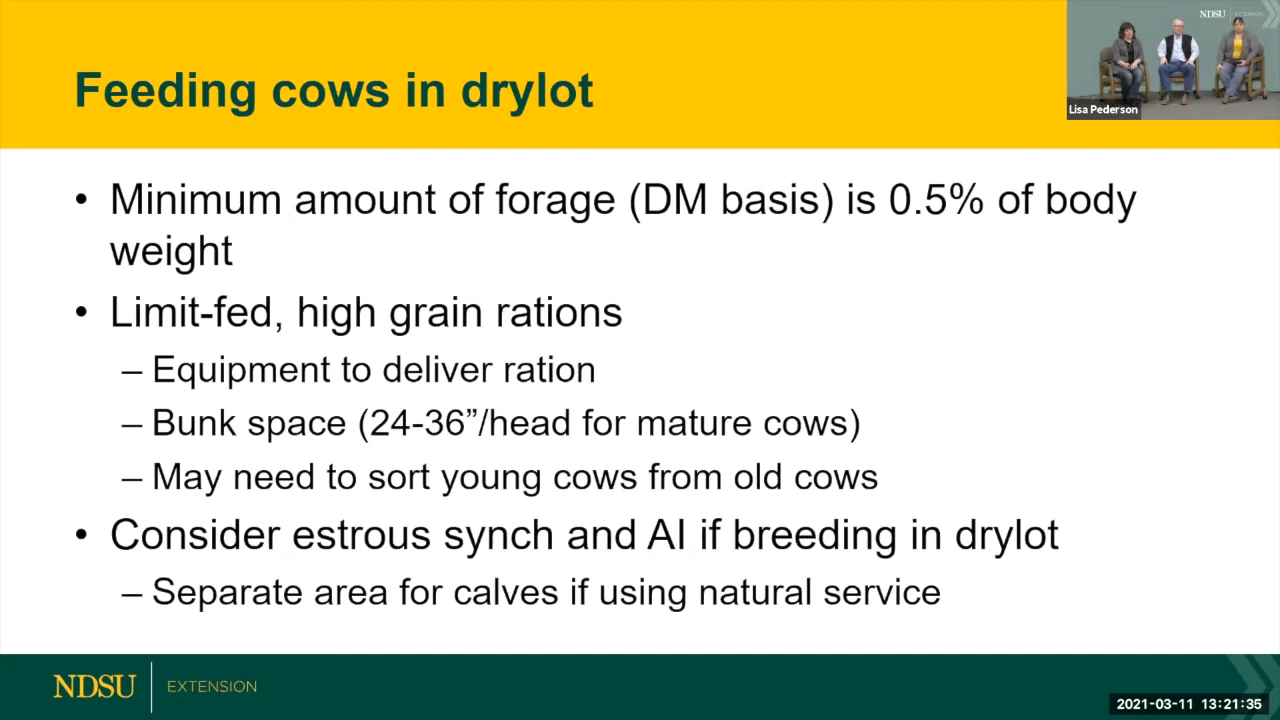 NDSU EXTENSION
Feeding cows in drylot
Lisa Pederson
• Minimum amount of forage (DM basis) is 0.5% of body
weight
• Limit-fed, high grain rations
– Equipment to deliver ration
– Bunk space (24-36”/head for mature cows)
– May need to sort young cows from old cows
• Consider estrous synch and AI if breeding in drylot
– Separate area for calves if using natural service
NDSU EXTENSION
2021-03-11 13:21:35